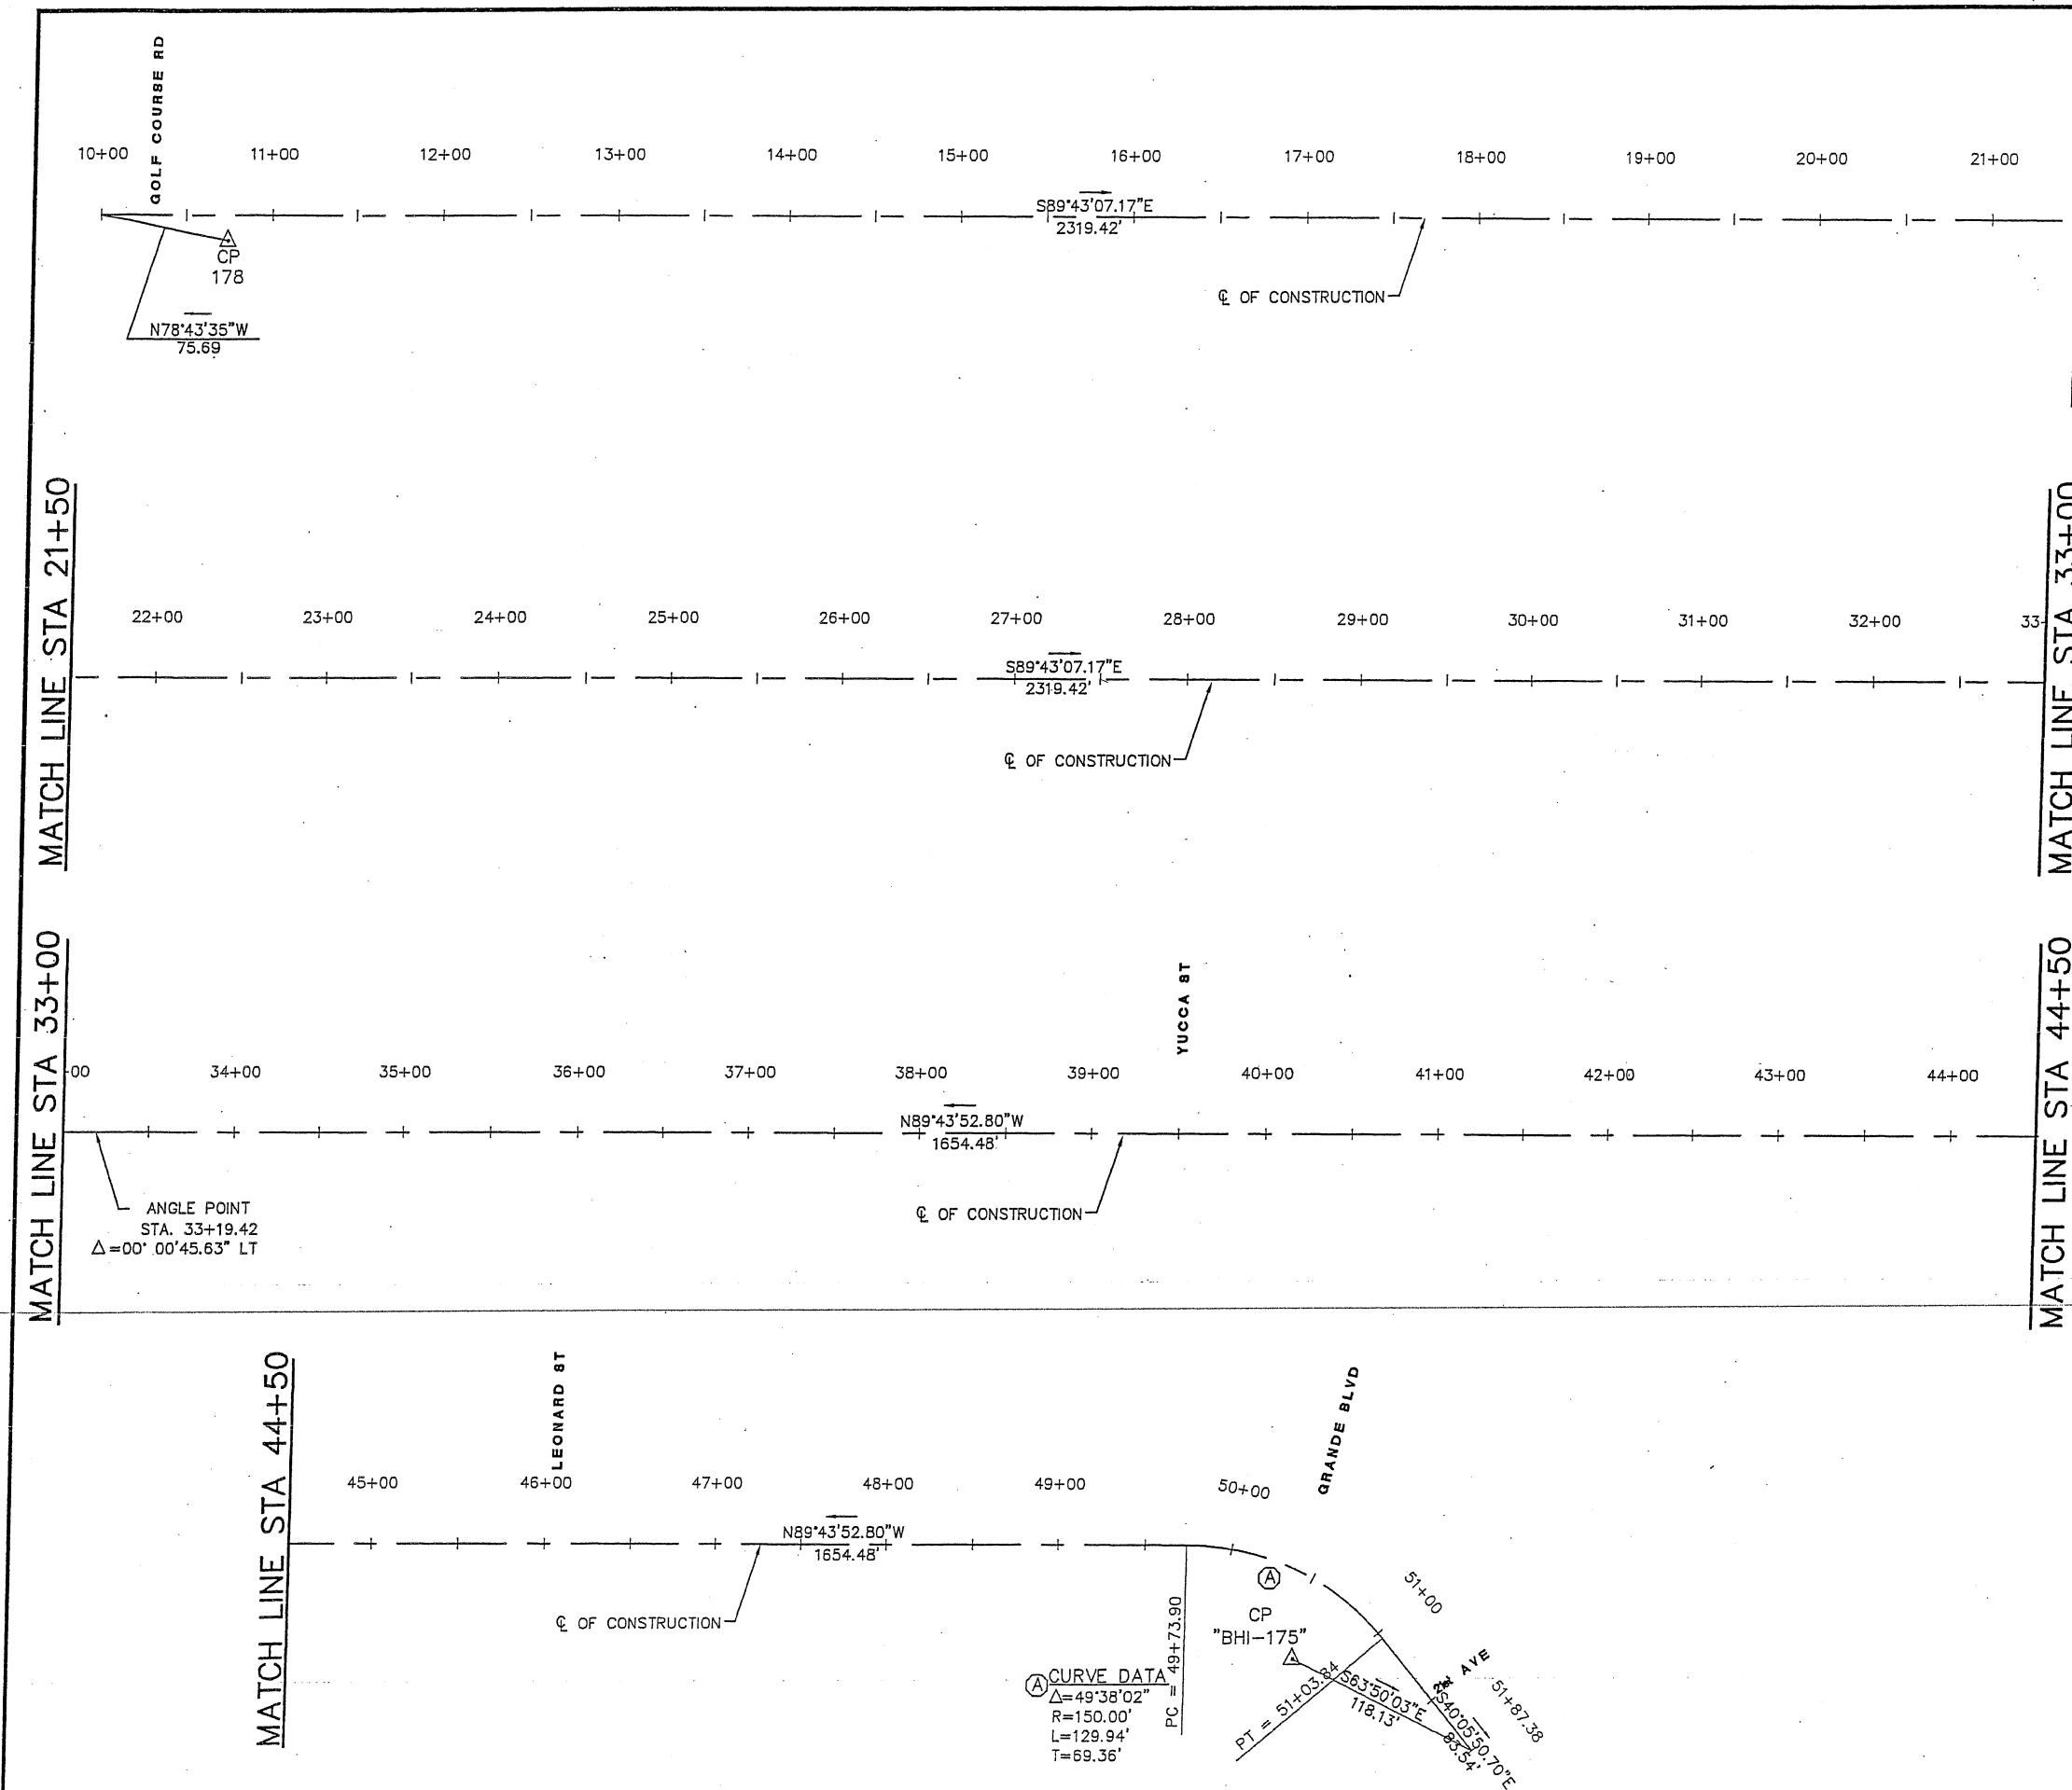 GOLF COURSE RD
10+00 11+00 12+00 13+00 14+00 15+00 16+00 17+00 18+00 19+00 20+00 21+00
S89°43'07.17"E
2319.42'
CP
178
℄ OF CONSTRUCTION
N78°43'35"W
75.69
MATCH LINE STA 21+50
MATCH LINE STA 33+00
22+00 23+00 24+00 25+00 26+00 27+00 28+00 29+00 30+00 31+00 32+00 33-
S89°43'07.17"E
2319.42'
℄ OF CONSTRUCTION
MATCH LINE STA 33+00
MATCH LINE STA 44+50
YUCCA ST
00 34+00 35+00 36+00 37+00 38+00 39+00 40+00 41+00 42+00 43+00 44+00
N89°43'52.80"W
1654.48'
ANGLE POINT
STA. 33+19.42
△=00° 00'45.63" LT
℄ OF CONSTRUCTION
MATCH LINE STA 44+50
LEONARD ST
GRANDE BLVD
45+00 46+00 47+00 48+00 49+00 50+00
N89°43'52.80"W
1654.48'
A
51+00
℄ OF CONSTRUCTION
CP
"BHI-175"
PC = 49+73.90
A CURVE DATA
△=49°38'02"
R=150.00'
L=129.94'
T=69.36'
PT = 51+03.84
S63°50'03"E
118.13'
AVE
51+87.38
S40°05'50.70"E
83.54'